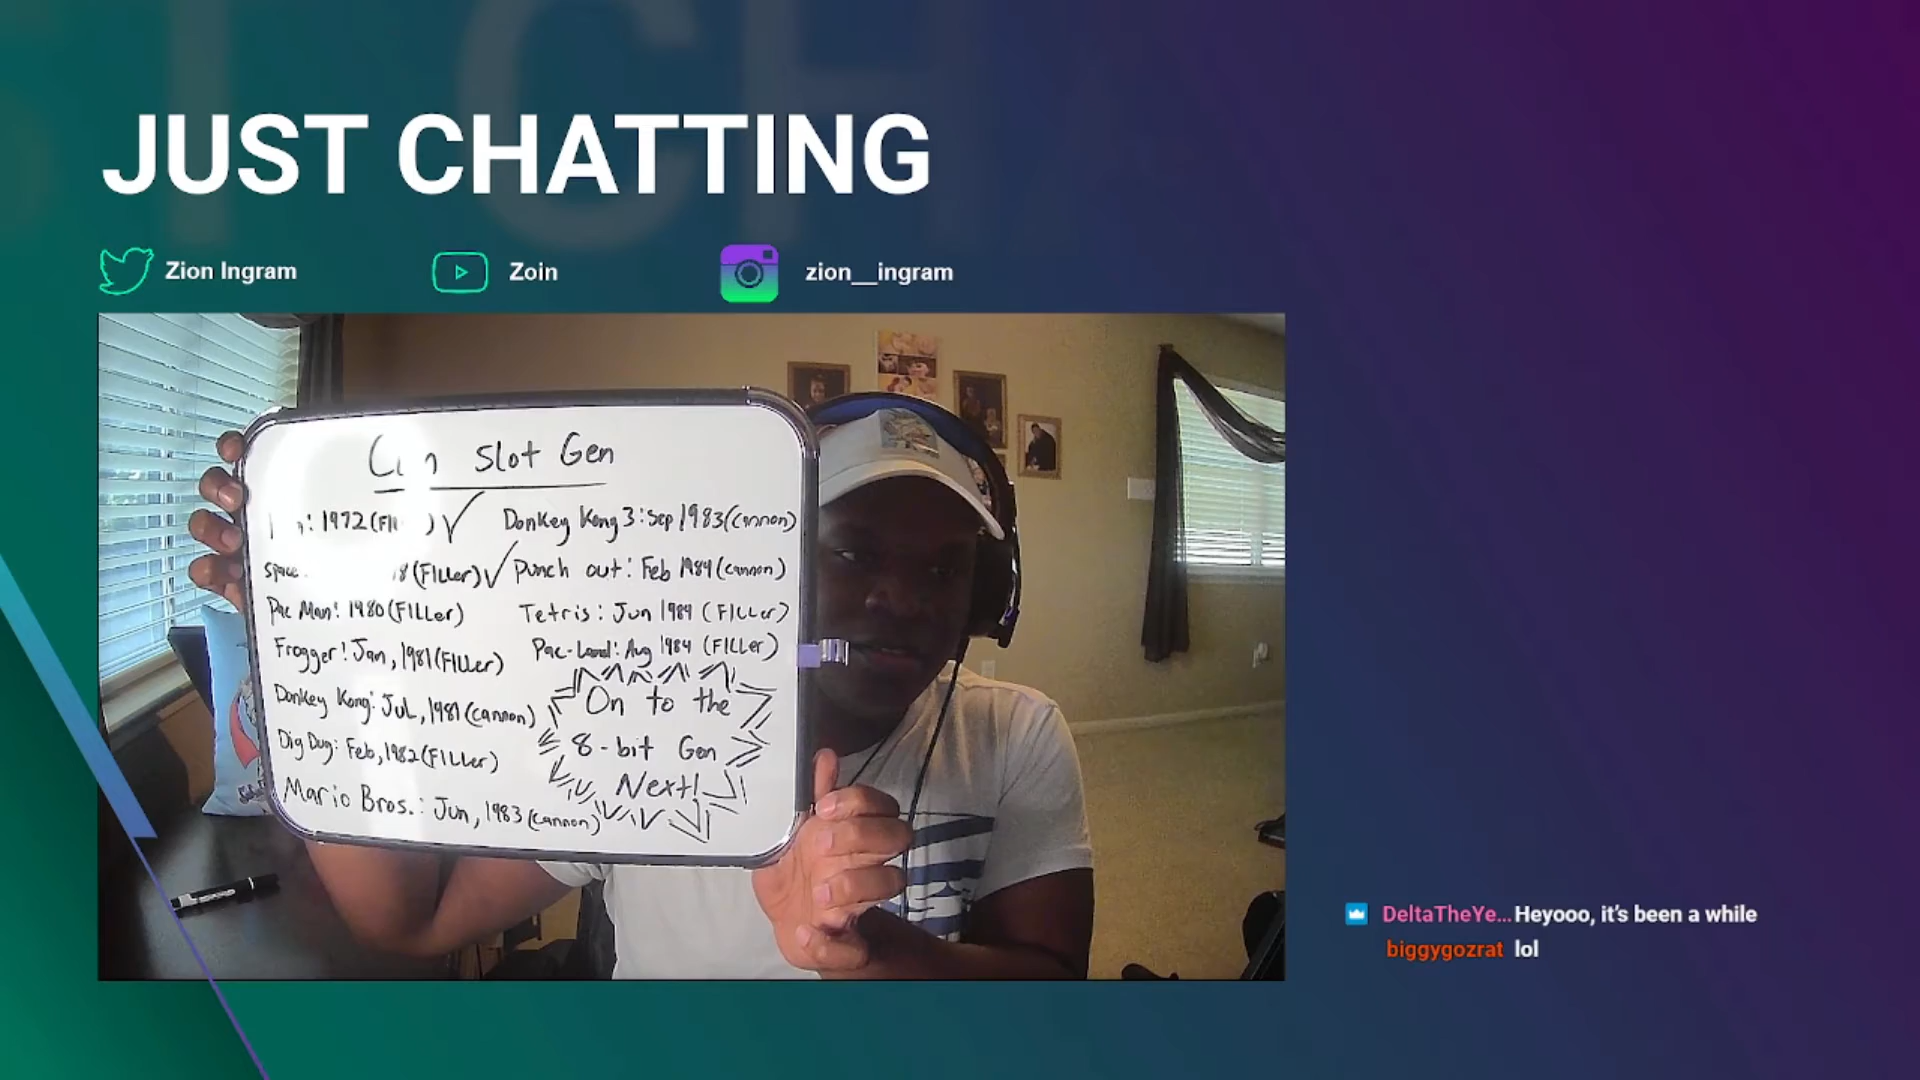 JUST CHATTING
Zion Ingram
Zoin
zion__ingram
Slot Gen
: 1972 (FIL ) ✓
Space (FILLer) ✓
Pac Man: 1980 (FILLer)
Frogger: Jan, 1981 (FILLer)
Donkey Kong: JuL, 1981 (cannon)
Dig Dug: Feb, 1982 (FILLer)
Mario Bros.: Jun, 1983 (cannon)
Donkey Kong 3: Sep 1983 (cannon)
Punch out: Feb 1984 (cannon)
Tetris: Jun 1984 (FILLer)
Pac-Land: Aug 1984 (FILLer)
On to the
8-bit Gen
Next!
DeltaTheYe... Heyooo, it's been a while
biggygozrat lol